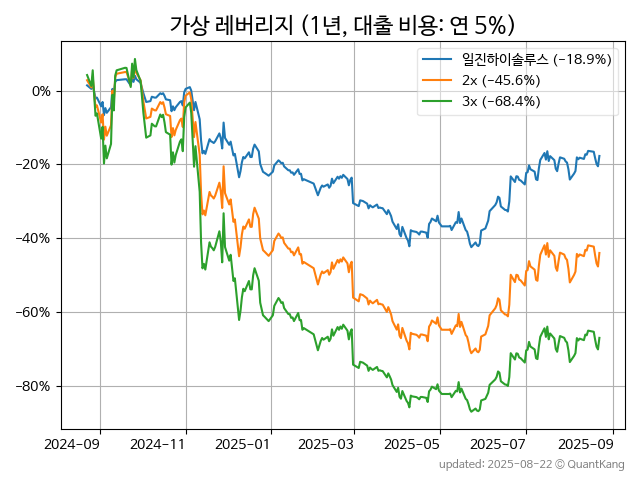 가상 레버리지 (1년, 대출 비용: 연 5%)
일진하이솔루스 (−18.9%)
2x (−45.6%)
3x (−68.4%)
0%
−20%
−40%
−60%
−80%
2024-09 2024-11 2025-01 2025-03 2025-05 2025-07 2025-09
updated: 2025-08-22 © QuantKang